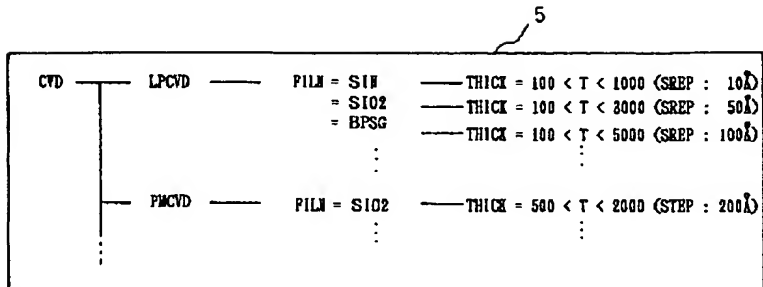 5
CVD LPCVD FILM = SIN THICK = 100 < T < 1000 (SREP : 10Å)
= SIO2 THICK = 100 < T < 3000 (SREP : 50Å)
= BPSG THICK = 100 < T < 5000 (SREP : 100Å)
PMCVD FILM = SIO2 THICK = 500 < T < 2000 (STEP : 200Å)